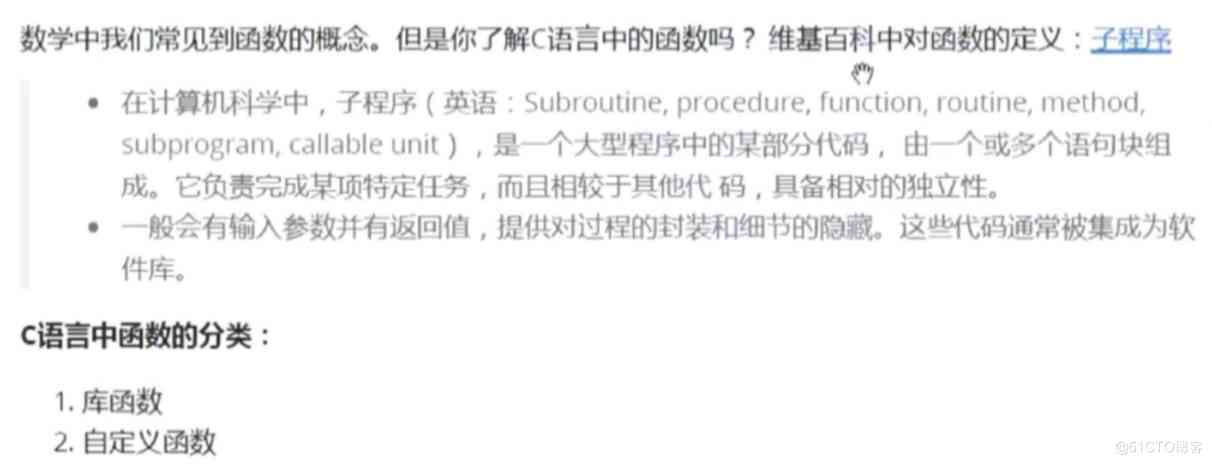 数学中我们常见到函数的概念。但是你了解C语言中的函数吗？维基百科中对函数的定义：子程序
• 在计算机科学中，子程序（英语：Subroutine, procedure, function, routine, method,
subprogram, callable unit），是一个大型程序中的某部分代码， 由一个或多个语句块组
成。它负责完成某项特定任务，而且相较于其他代 码，具备相对的独立性。
• 一般会有输入参数并有返回值，提供对过程的封装和细节的隐藏。这些代码通常被集成为软
件库。
C语言中函数的分类：
1. 库函数
2. 自定义函数
@51CTO博客